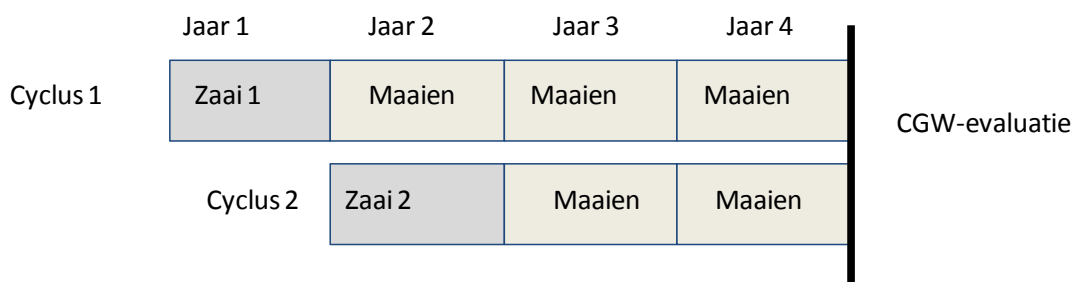 Jaar 1 Jaar 2 Jaar 3 Jaar 4
Cyclus 1 Zaai 1 Maaien Maaien Maaien
CGW-evaluatie
Cyclus 2 Zaai 2 Maaien Maaien